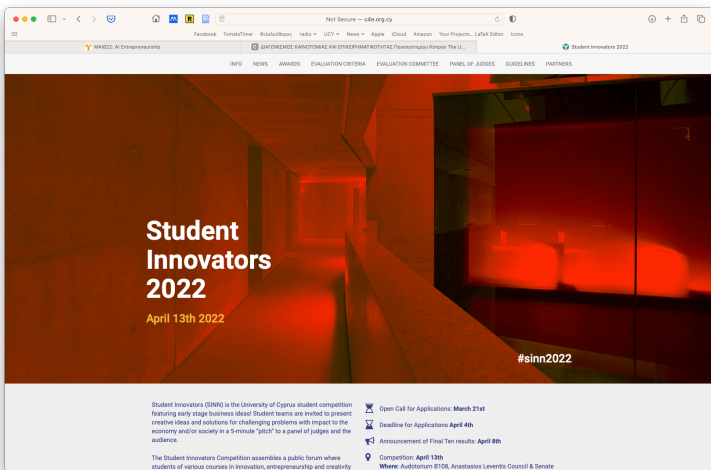 Not Secure — c4e.org.cy
Facebook TomatoTimer Φιλελεύθερος radio UCY News Apple iCloud Amazon Your Projects... LaTeX Editor Icons
MAI622: AI Entrepreneurship
ΔΙΑΓΩΝΙΣΜΟΣ ΚΑΙΝΟΤΟΜΙΑΣ ΚΑΙ ΕΠΙΧΕΙΡΗΜΑΤΙΚΟΤΗΤΑΣ Πανεπιστημίου Κύπρου The U...
Student Innovators 2022
INFO NEWS AWARDS EVALUATION CRITERIA EVALUATION COMMITTEE PANEL OF JUDGES GUIDELINES PARTNERS
Student
Innovators
2022
April 13th 2022
#sinn2022
Student Innovators (SINN) is the University of Cyprus student competition
featuring early stage business ideas! Student teams are invited to present
creative ideas and solutions for challenging problems with impact to the
economy and/or society in a 5-minute "pitch" to a panel of judges and the
audience.
The Student Innovators Competition assembles a public forum where
students of various courses in innovation, entrepreneurship and creativity
Open Call for Applications: March 21st
Deadline for Applications April 4th
Announcement of Final Ten results: April 8th
Competition: April 13th
Where: Audotorium B108, Anastasios Leventis Council & Senate